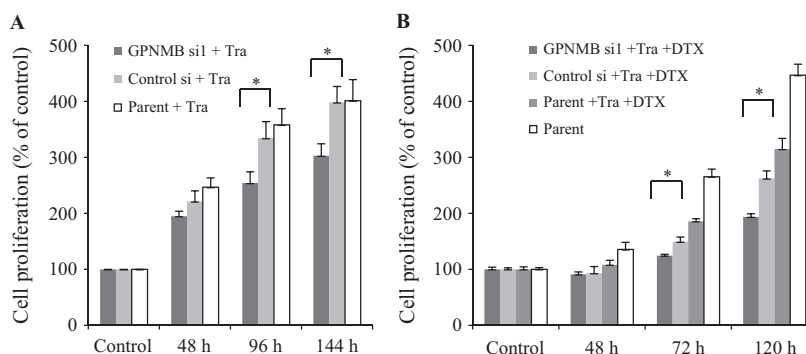 A
Cell proliferation (% of control)
500
400
300
200
100
0
GPNMB si1 + Tra
Control si + Tra
Parent + Tra
*
*
Control
48 h
96 h
144 h
B
Cell proliferation (% of control)
500
400
300
200
100
0
GPNMB si1 +Tra +DTX
Control si +Tra +DTX
Parent +Tra +DTX
Parent
*
*
Control
48 h
72 h
120 h